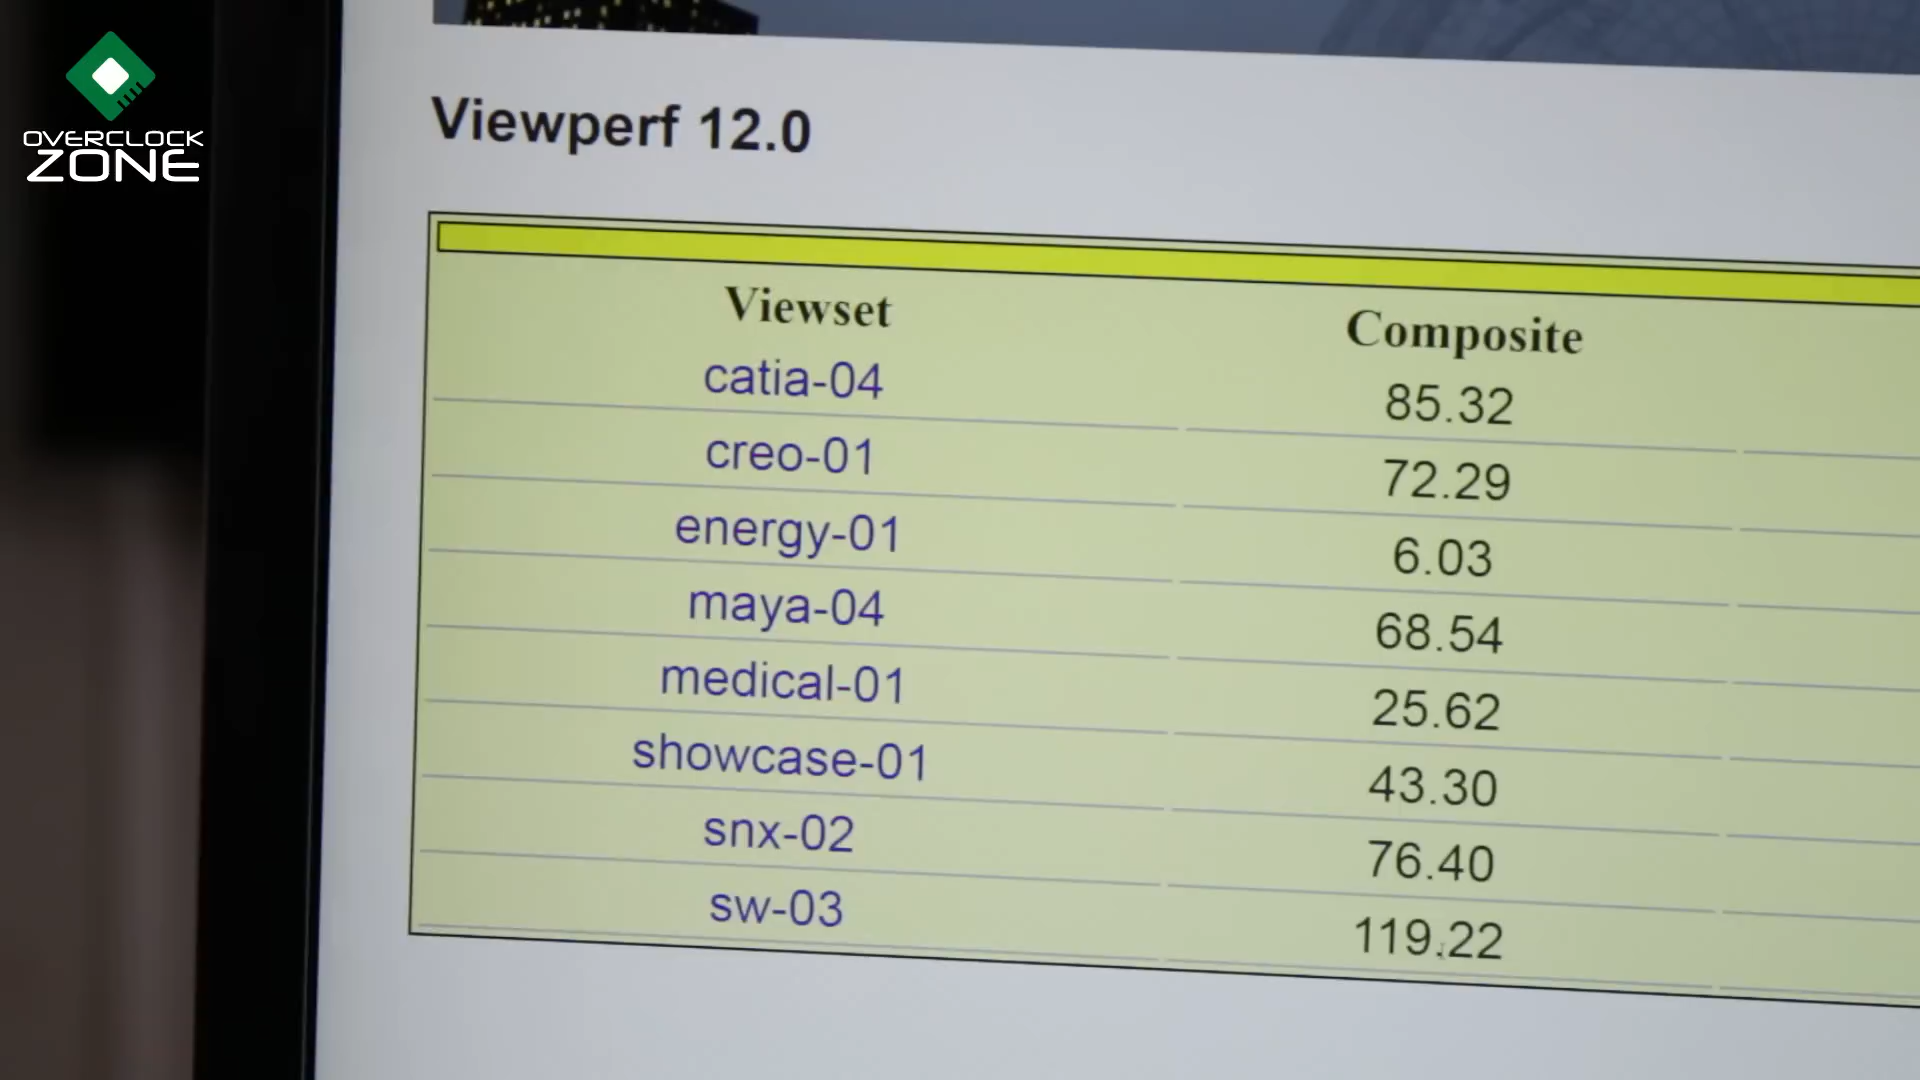 OVERCLOCK
ZONE
Viewperf 12.0
Viewset Composite
catia-04 85.32
creo-01 72.29
energy-01 6.03
maya-04 68.54
medical-01 25.62
showcase-01 43.30
snx-02 76.40
sw-03 119.22